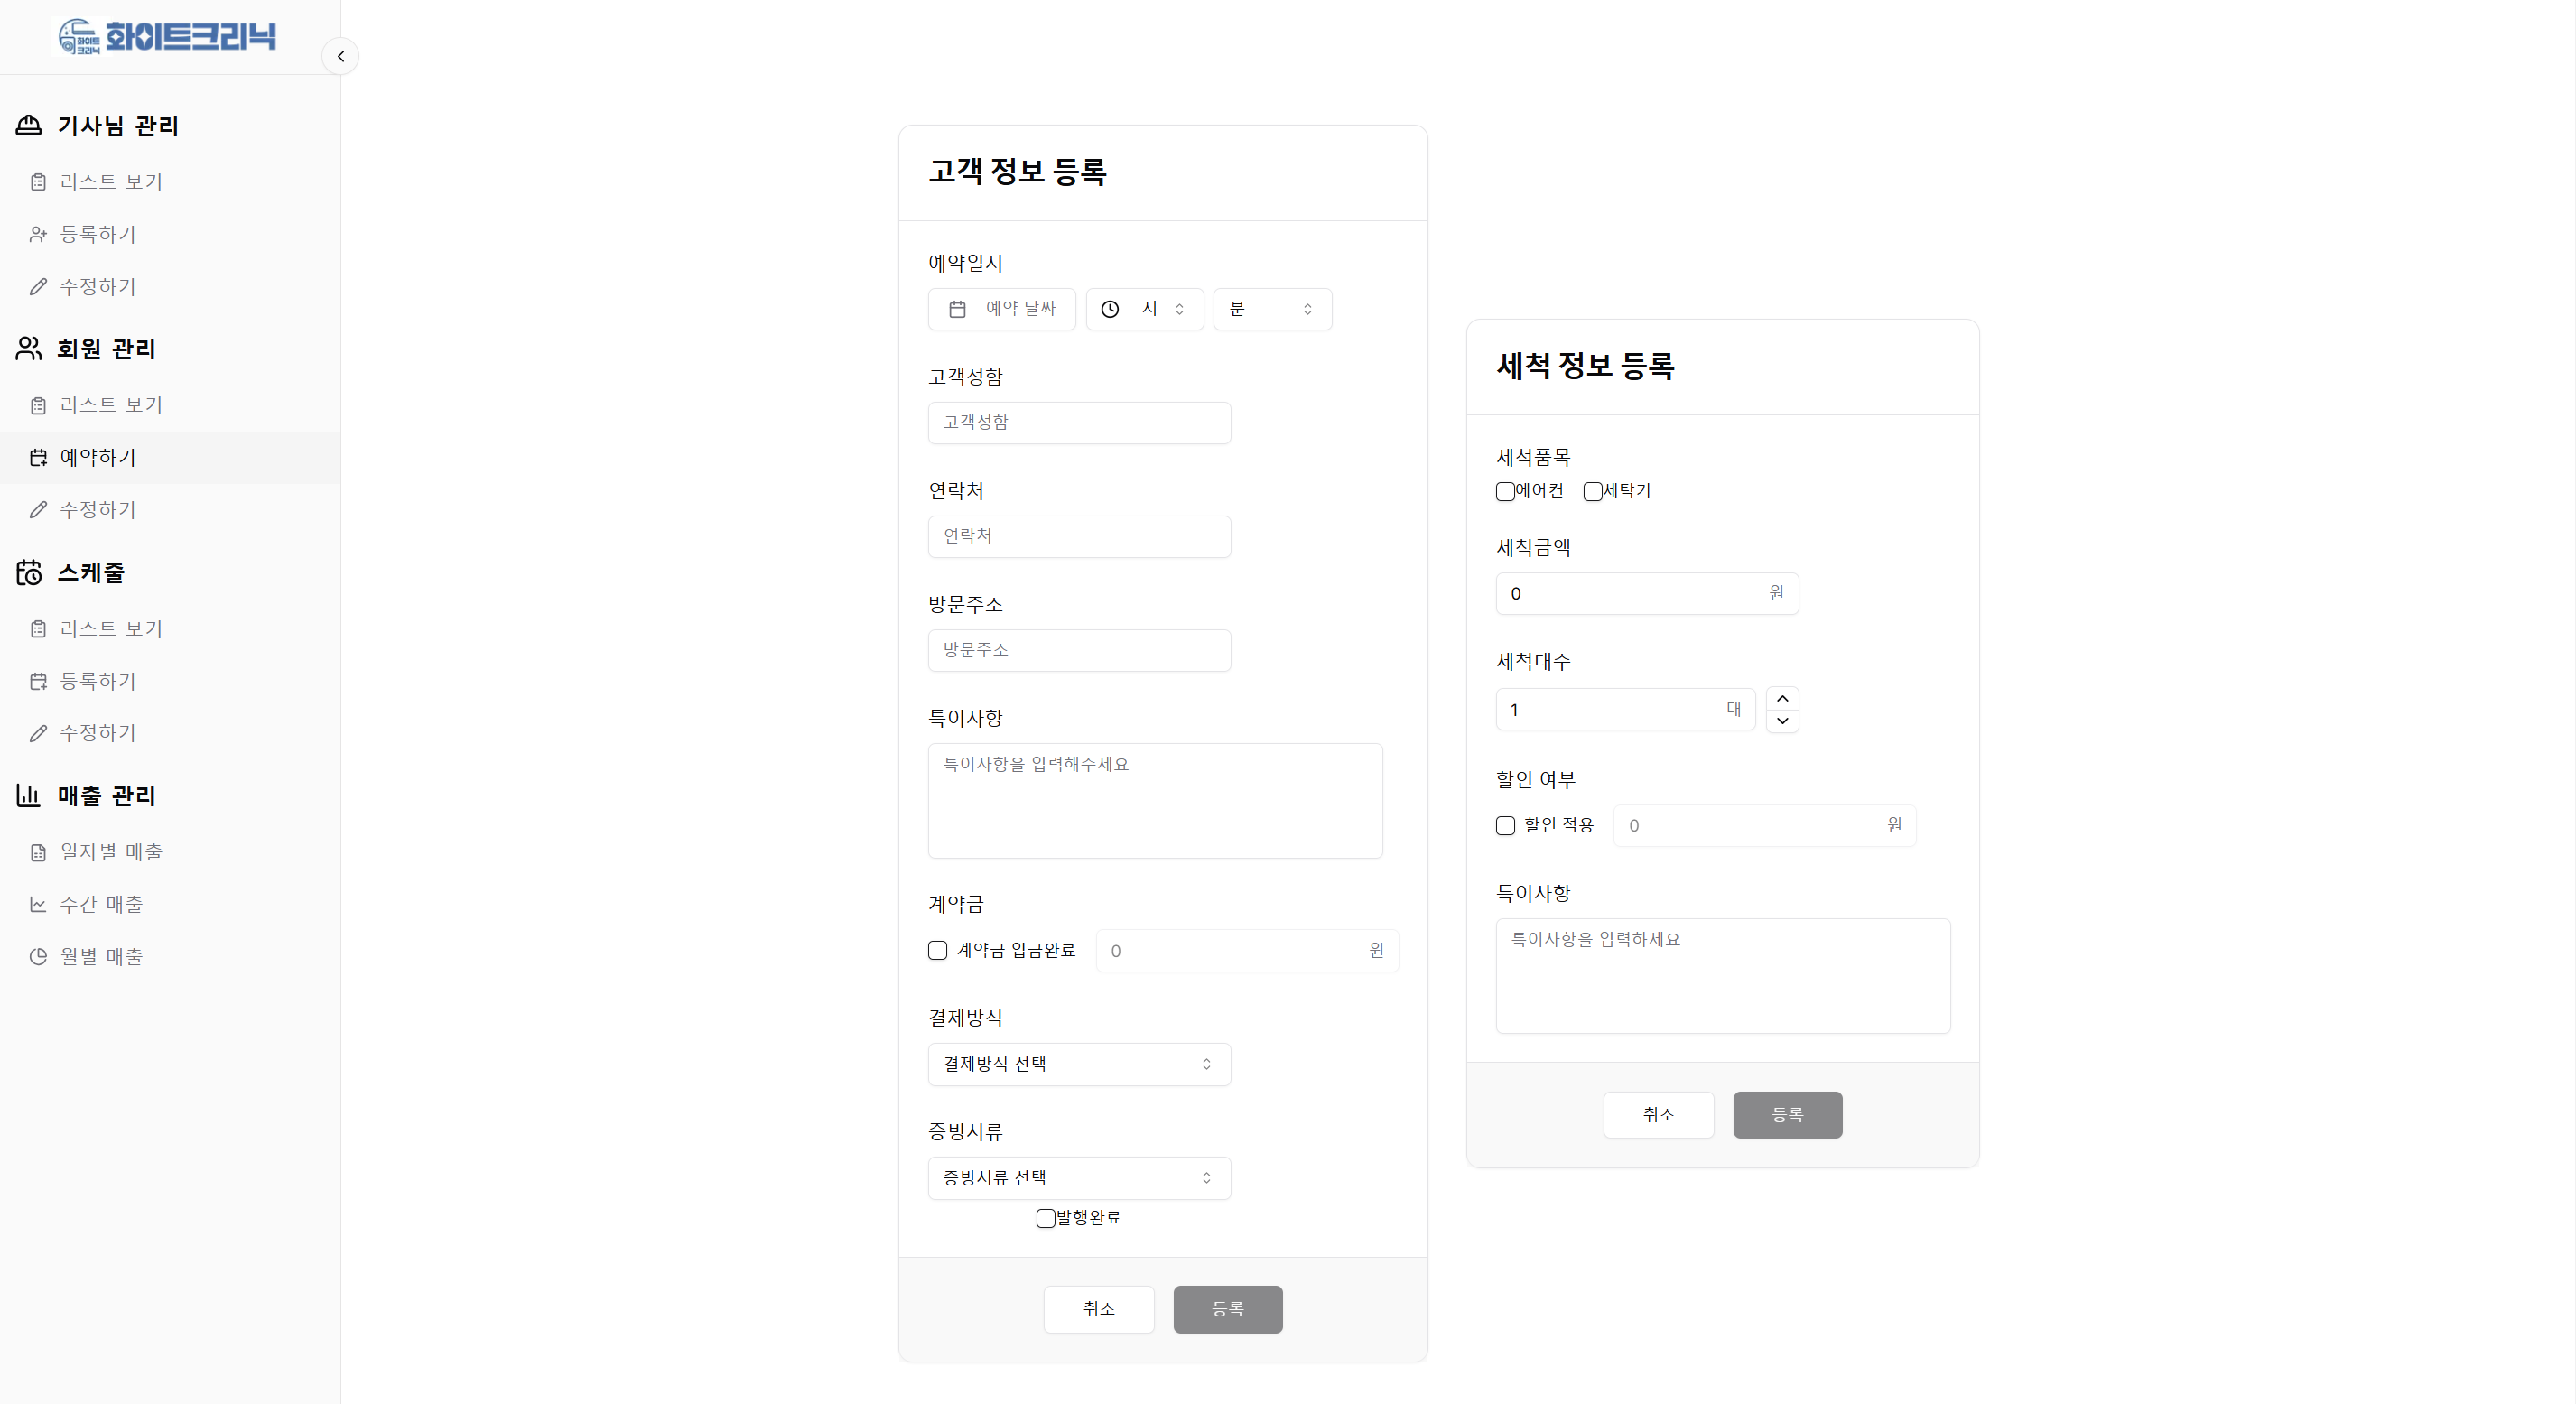 화이트크리닉
화이트
크리닉
기사님 관리
리스트 보기
등록하기
수정하기
회원 관리
리스트 보기
예약하기
수정하기
스케줄
리스트 보기
등록하기
수정하기
매출 관리
일자별 매출
주간 매출
월별 매출
고객 정보 등록
예약일시
예약 날짜 시 분
고객성함
고객성함
연락처
연락처
방문주소
방문주소
특이사항
특이사항을 입력해주세요
계약금
계약금 입금완료 0 원
결제방식
결제방식 선택
증빙서류
증빙서류 선택
발행완료
취소 등록
세척 정보 등록
세척품목
에어컨 세탁기
세척금액
0 원
세척대수
1 대
할인 여부
할인 적용 0 원
특이사항
특이사항을 입력하세요
취소 등록